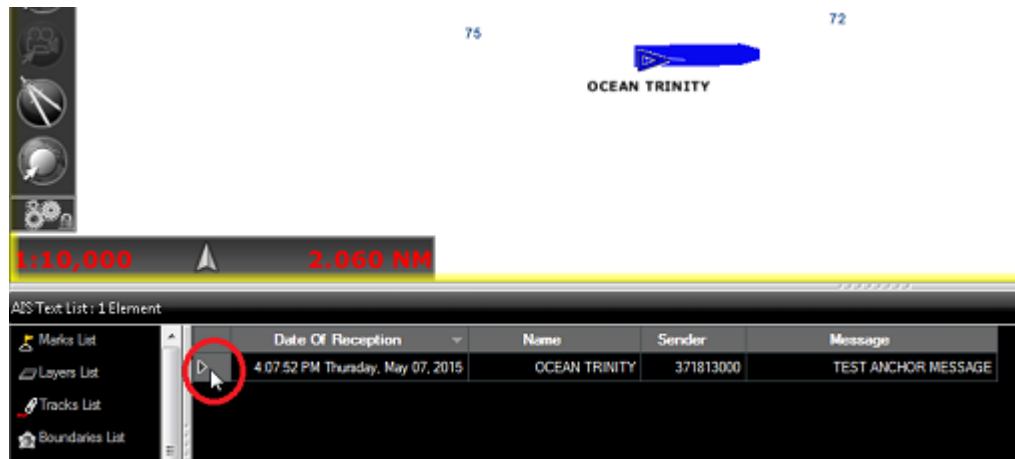 72
75
OCEAN TRINITY
1:10,000 2.060 NM
AIS Text List : 1 Element
Marks List
Layers List
Tracks List
Boundaries List
Date Of Reception Name Sender Message
4:07:52 PM Thursday, May 07, 2015 OCEAN TRINITY 371813000 TEST ANCHOR MESSAGE